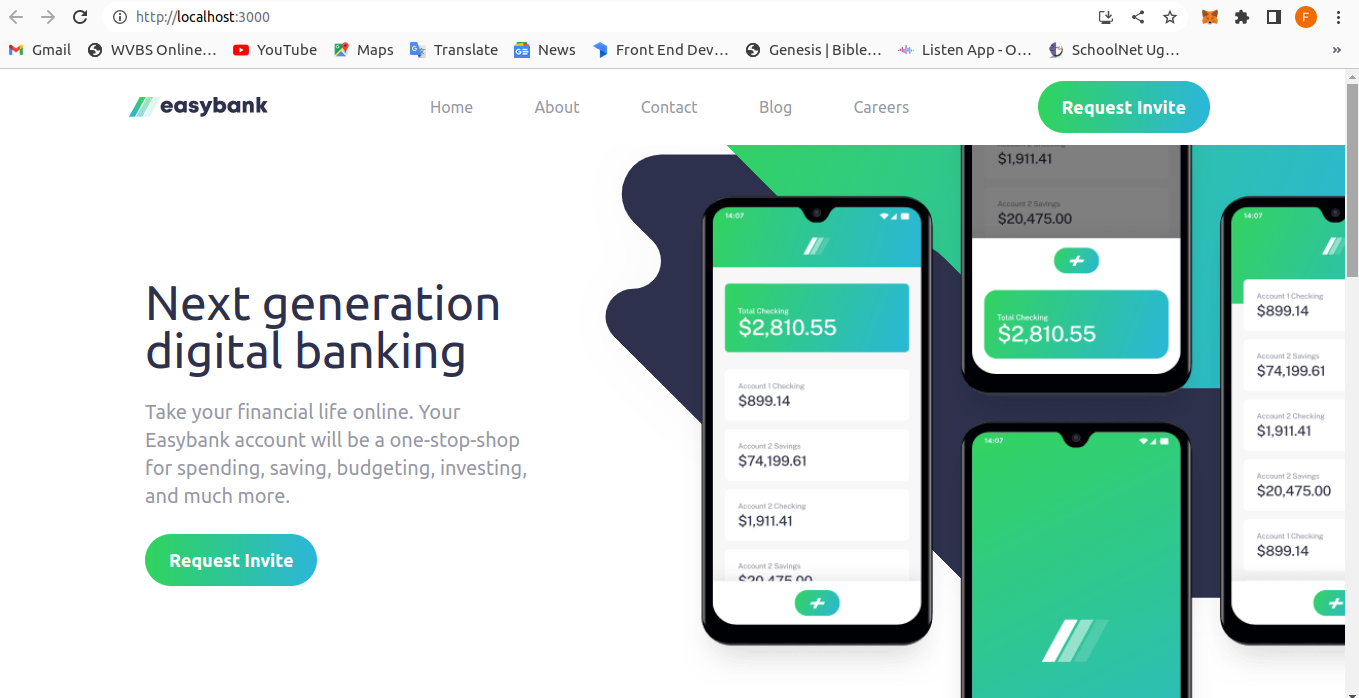 http://localhost:3000
F
Gmail
WVBS Online…
YouTube
Maps
Translate
News
Front End Dev…
Genesis | Bible…
Listen App - O…
SchoolNet Ug…
»
easybank
Home
About
Contact
Blog
Careers
Request Invite
Next generation
digital banking
Take your financial life online. Your
Easybank account will be a one-stop-shop
for spending, saving, budgeting, investing,
and much more.
Request Invite
14:07
Total Checking
$2,810.55
Account 1 Checking
$899.14
Account 2 Savings
$74,199.61
Account 2 Checking
$1,911.41
Account 2 Savings
$20,475.00
$1,911.41
Account 2 Savings
$20,475.00
Total Checking
$2,810.55
14:07
14:07
Account 1 Checking
$899.14
Account 2 Savings
$74,199.61
Account 2 Checking
$1,911.41
Account 2 Savings
$20,475.00
Account 1 Checking
$899.14